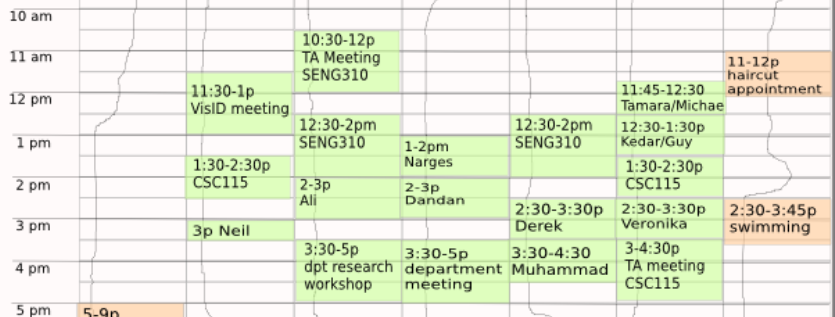 10 am
11 am
12 pm
1 pm
2 pm
3 pm
4 pm
5 pm
5-9p
11:30-1p
VisID meeting
1:30-2:30p
CSC115
3p Neil
10:30-12p
TA Meeting
SENG310
12:30-2pm
SENG310
2-3p
Ali
3:30-5p
dpt research
workshop
1-2pm
Narges
2-3p
Dandan
3:30-5p
department
meeting
12:30-2pm
SENG310
2:30-3:30p
Derek
3:30-4:30
Muhammad
11:45-12:30
Tamara/Michae
12:30-1:30p
Kedar/Guy
1:30-2:30p
CSC115
2:30-3:30p
Veronika
3-4:30p
TA meeting
CSC115
11-12p
haircut
appointment
2:30-3:45p
swimming